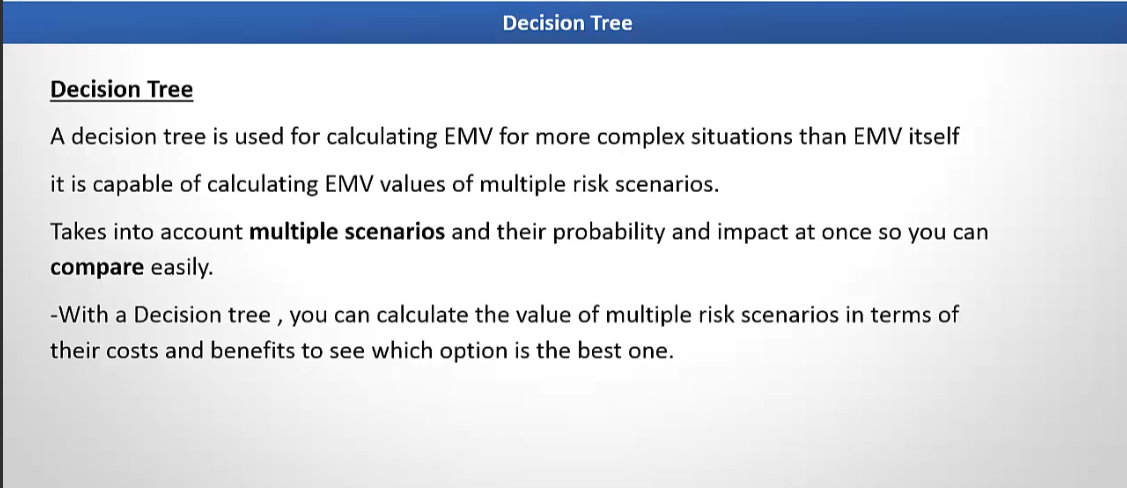 Decision Tree
Decision Tree
A decision tree is used for calculating EMV for more complex situations than EMV itself
it is capable of calculating EMV values of multiple risk scenarios.
Takes into account multiple scenarios and their probability and impact at once so you can
compare easily.
-With a Decision tree , you can calculate the value of multiple risk scenarios in terms of
their costs and benefits to see which option is the best one.